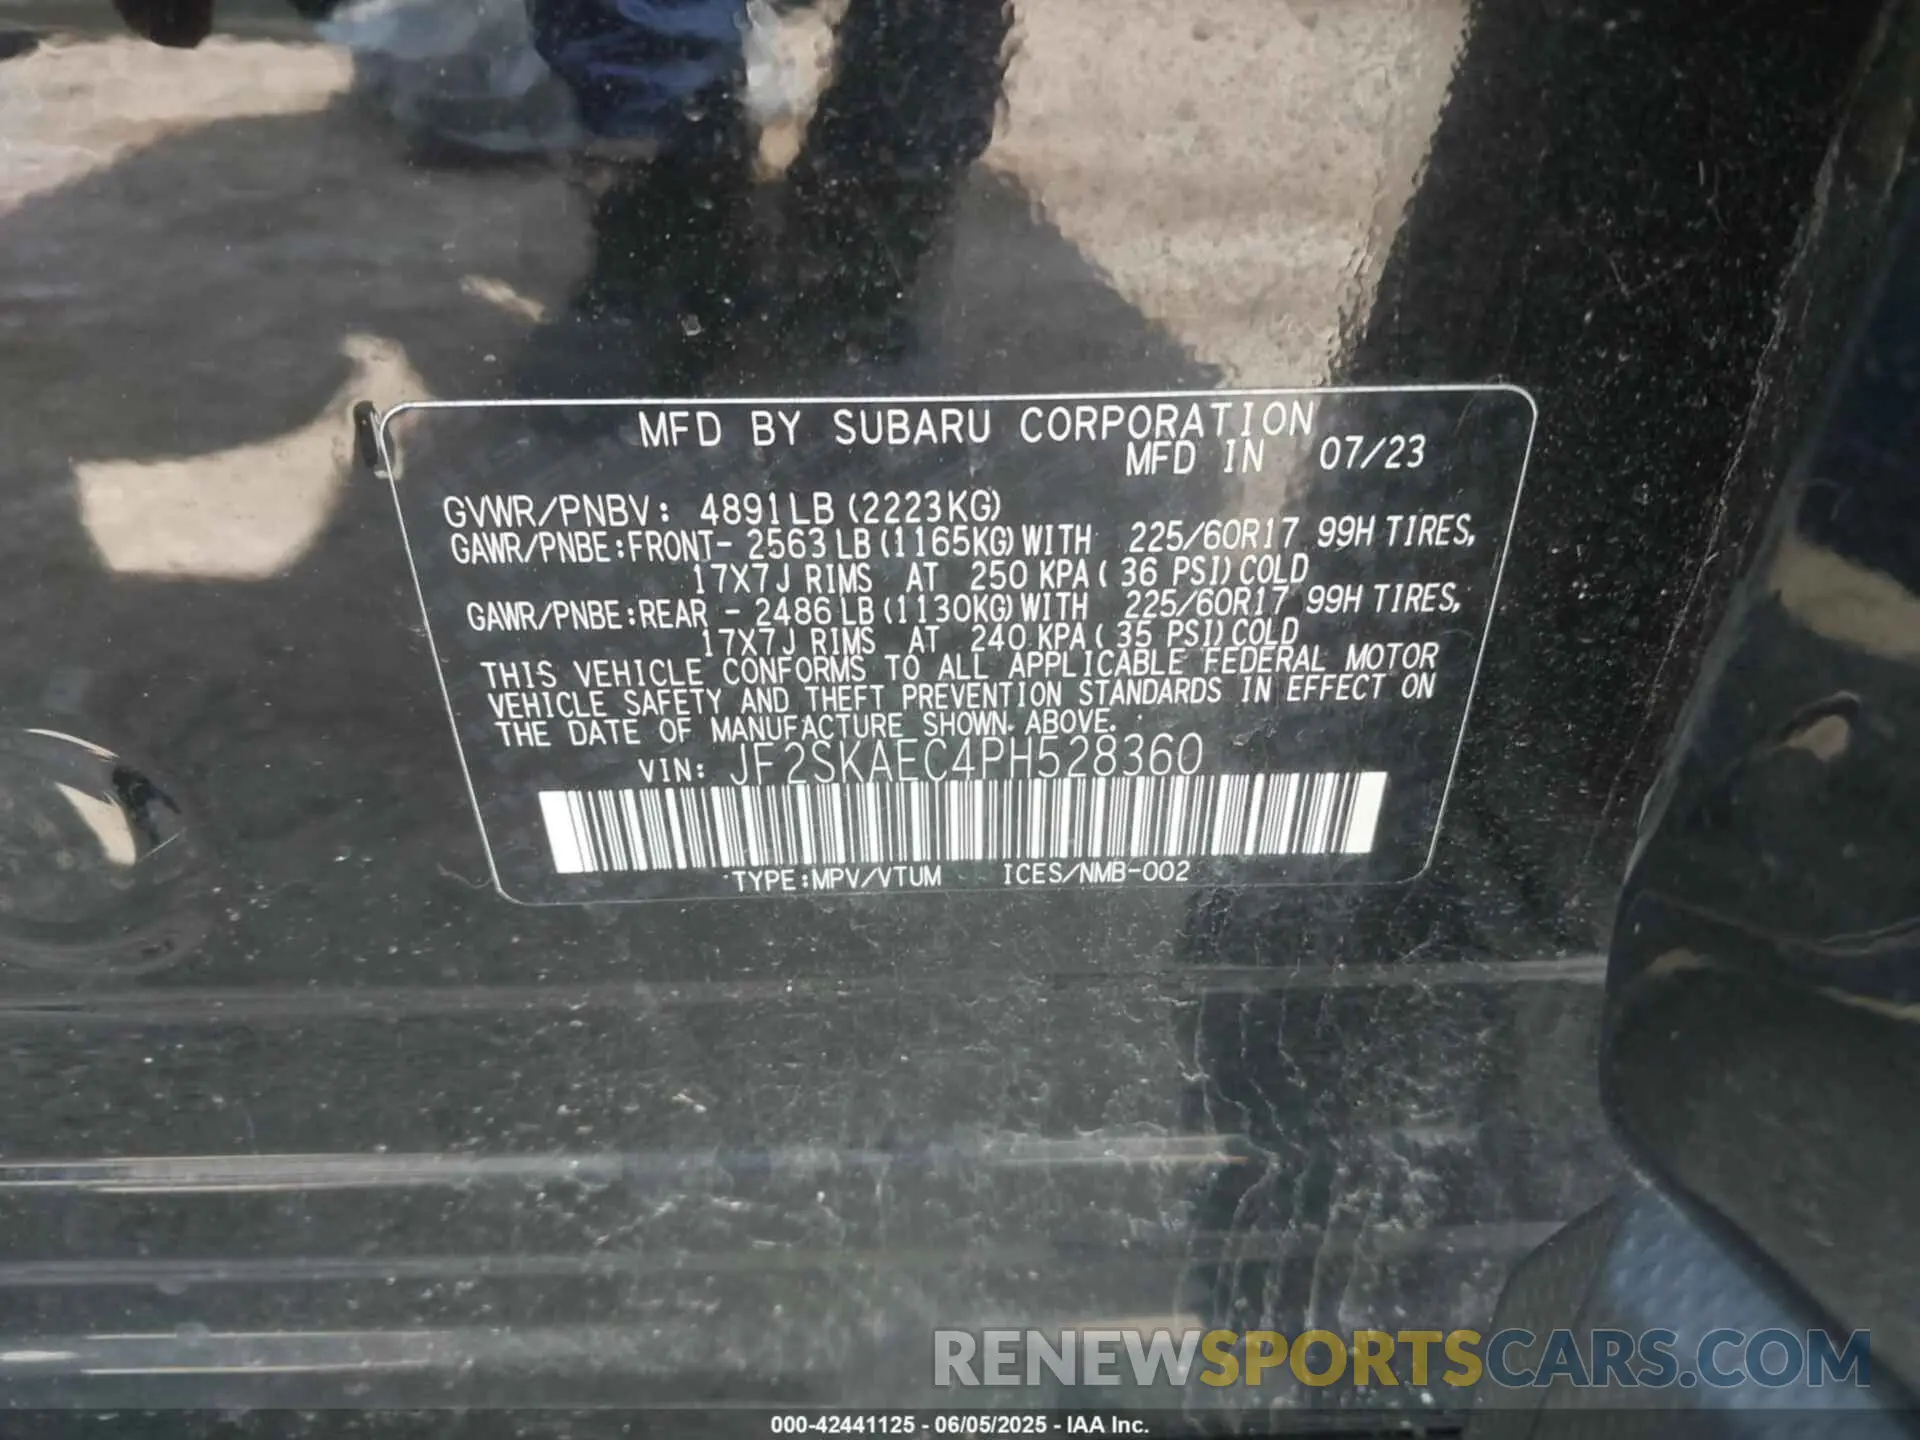 MFD BY SUBARU CORPORATION
MFD IN 07/23
GVWR/PNBV: 4891LB (2223KG)
GAWR/PNBE:FRONT- 2563LB(1165KG)WITH 225/60R17 99H TIRES,
17X7J RIMS AT 250 KPA( 36 PSI)COLD
GAWR/PNBE:REAR - 2486LB(1130KG)WITH 225/60R17 99H TIRES,
17X7J RIMS AT 240 KPA( 35 PSI)COLD
THIS VEHICLE CONFORMS TO ALL APPLICABLE FEDERAL MOTOR
VEHICLE SAFETY AND THEFT PREVENTION STANDARDS IN EFFECT ON
THE DATE OF MANUFACTURE SHOWN ABOVE.
VIN: JF2SKAEC4PH528360
TYPE:MPV/VTUM ICES/NMB-002
RENEWSPORTSCARS.COM
000-42441125 - 06/05/2025 - IAA Inc.